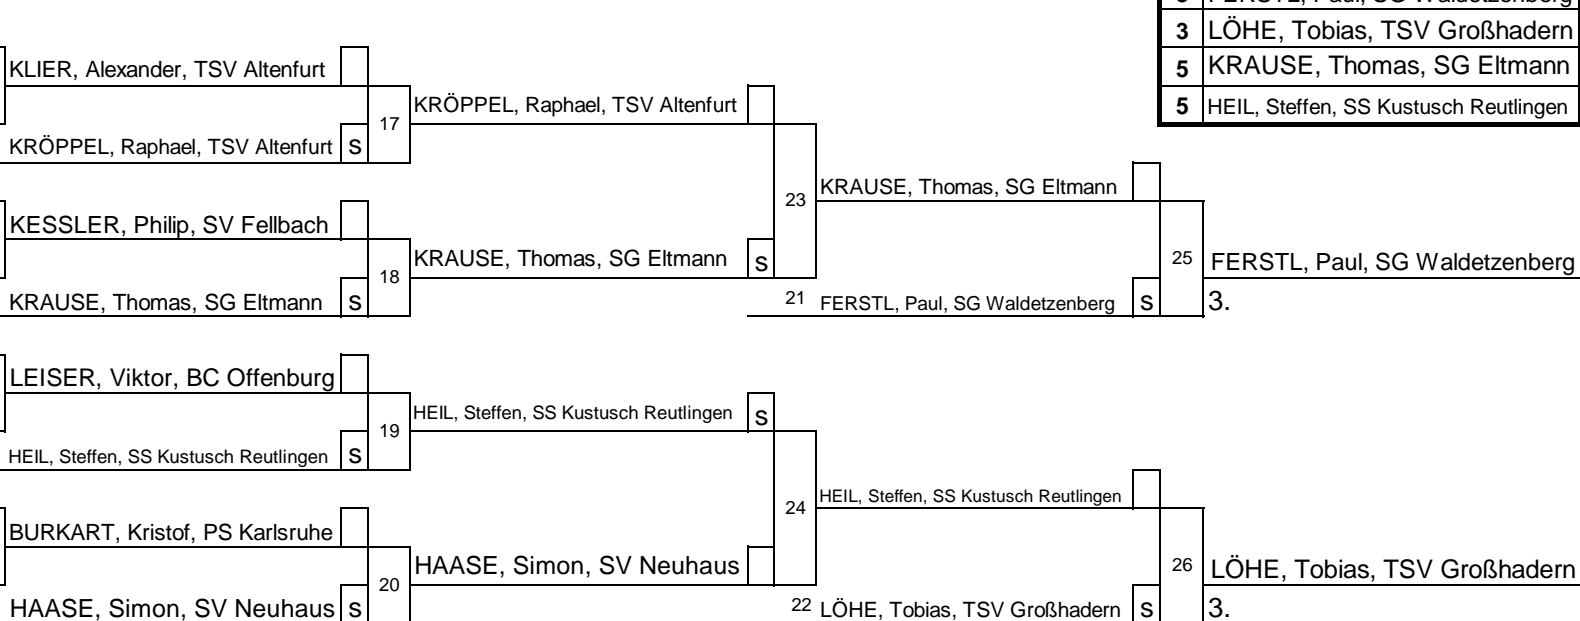 3 FERSTL, Paul, SG Waldetzenberg
3 LÖHE, Tobias, TSV Großhadern
5 KRAUSE, Thomas, SG Eltmann
5 HEIL, Steffen, SS Kustusch Reutlingen
KLIER, Alexander, TSV Altenfurt
17
KRÖPPEL, Raphael, TSV Altenfurt
KRÖPPEL, Raphael, TSV Altenfurt s
23
KRAUSE, Thomas, SG Eltmann
KESSLER, Philip, SV Fellbach
18
KRAUSE, Thomas, SG Eltmann s
25
FERSTL, Paul, SG Waldetzenberg
KRAUSE, Thomas, SG Eltmann s
21 FERSTL, Paul, SG Waldetzenberg s
3.
LEISER, Viktor, BC Offenburg
19
HEIL, Steffen, SS Kustusch Reutlingen s
HEIL, Steffen, SS Kustusch Reutlingen s
24
HEIL, Steffen, SS Kustusch Reutlingen
BURKART, Kristof, PS Karlsruhe
20
HAASE, Simon, SV Neuhaus
26
LÖHE, Tobias, TSV Großhadern
HAASE, Simon, SV Neuhaus s
22 LÖHE, Tobias, TSV Großhadern s
3.